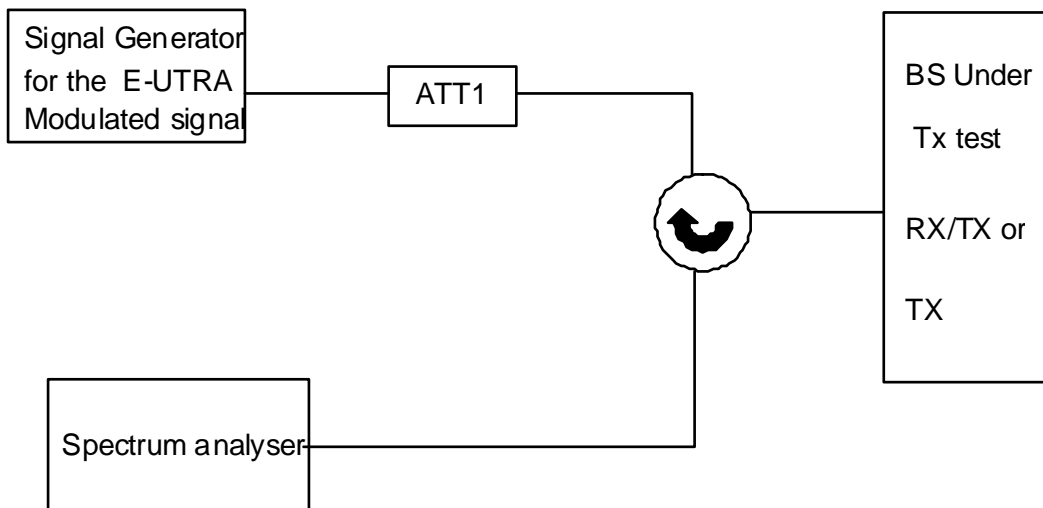 Signal Generator
for the E-UTRA
Modulated signal
ATT1
BS Under
Tx test
RX/TX or
TX
Spectrum analyser